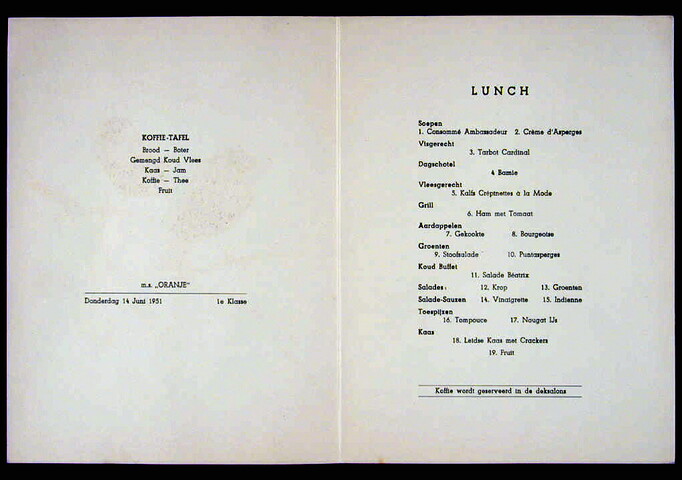 KOFFIE-TAFEL
Brood — Boter
Gemengd Koud Vlees
Kaas — Jam
Koffie — Thee
Fruit
m.s. „ORANJE"
Donderdag 14 Juni 1951 1e Klasse
LUNCH
Soepen
1. Consommé Ambassadeur 2. Crème d'Asperges
Visgerecht
3. Tarbot Cardinal
Dagschotel
4. Bamie
Vleesgerecht
5. Kalfs Crépinettes à la Mode
Grill
6. Ham met Tomaat
Aardappelen
7. Gekookte 8. Bourgeoise
Groenten
9. Stoofsalade 10. Puntasperges
Koud Buffet
11. Salade Béatrix
Salades: 12. Krop 13. Groenten
Salade-Sauzen 14. Vinaigrette 15. Indienne
Toespijzen
16. Tompouce 17. Nougat IJs
Kaas
18. Leidse Kaas met Crackers
19. Fruit
Koffie wordt geserveerd in de deksalons